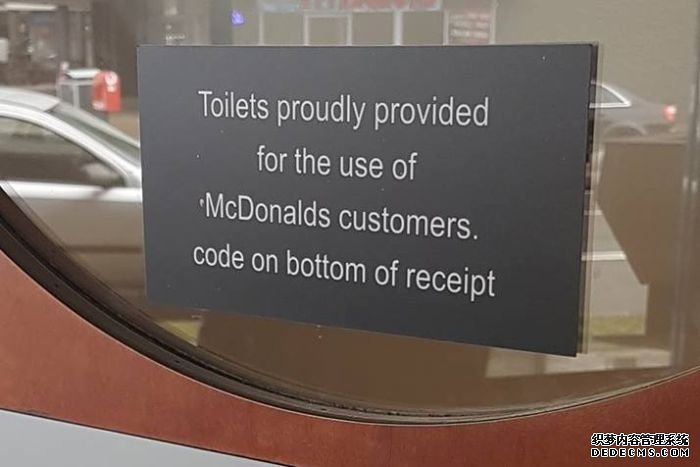 Toilets proudly provided
for the use of
McDonalds customers.
code on bottom of receipt
织梦内容管理系统
DEDECMS.COM